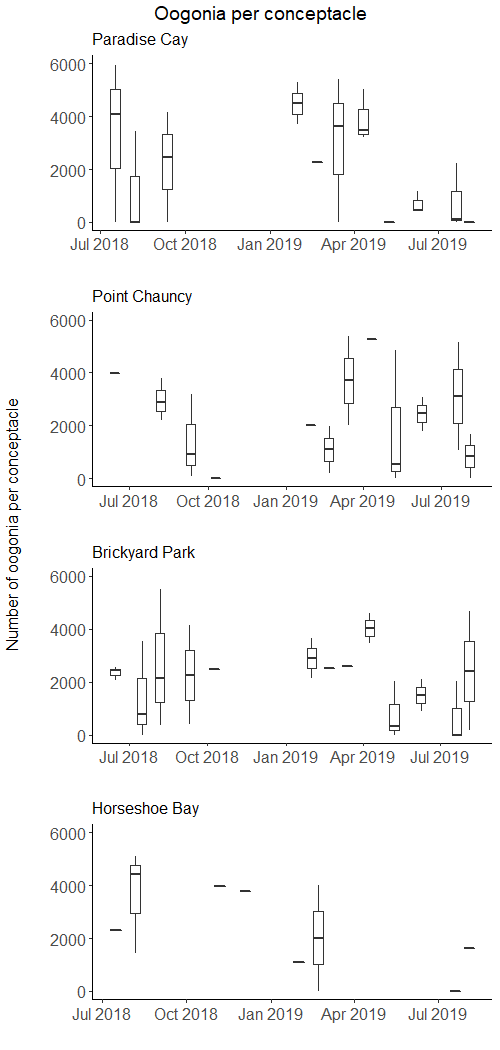 Oogonia per conceptacle
Paradise Cay
6000
4000
2000
0
Jul 2018 Oct 2018 Jan 2019 Apr 2019 Jul 2019
Point Chauncy
6000
4000
2000
0
Jul 2018 Oct 2018 Jan 2019 Apr 2019 Jul 2019
Number of oogonia per conceptacle
Brickyard Park
6000
4000
2000
0
Jul 2018 Oct 2018 Jan 2019 Apr 2019 Jul 2019
Horseshoe Bay
6000
4000
2000
0
Jul 2018 Oct 2018 Jan 2019 Apr 2019 Jul 2019